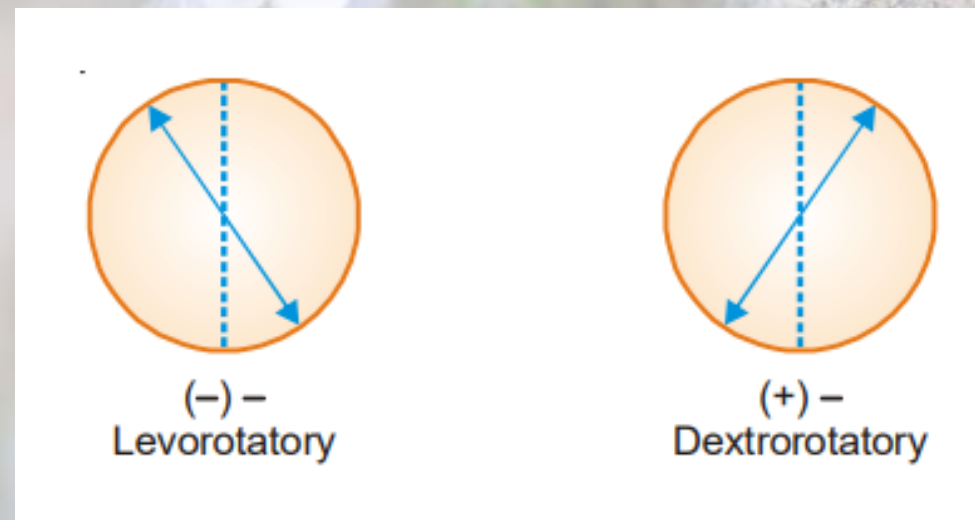 (–) –
Levorotatory
(+) –
Dextrorotatory